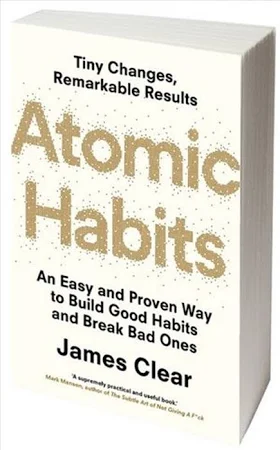 Tiny Changes,
Remarkable Results
Atomic
Habits
An Easy and Proven Way
to Build Good Habits
and Break Bad Ones
James Clear
'A supremely practical and useful book.'
Mark Manson, author of The Subtle Art of Not Giving A F*ck